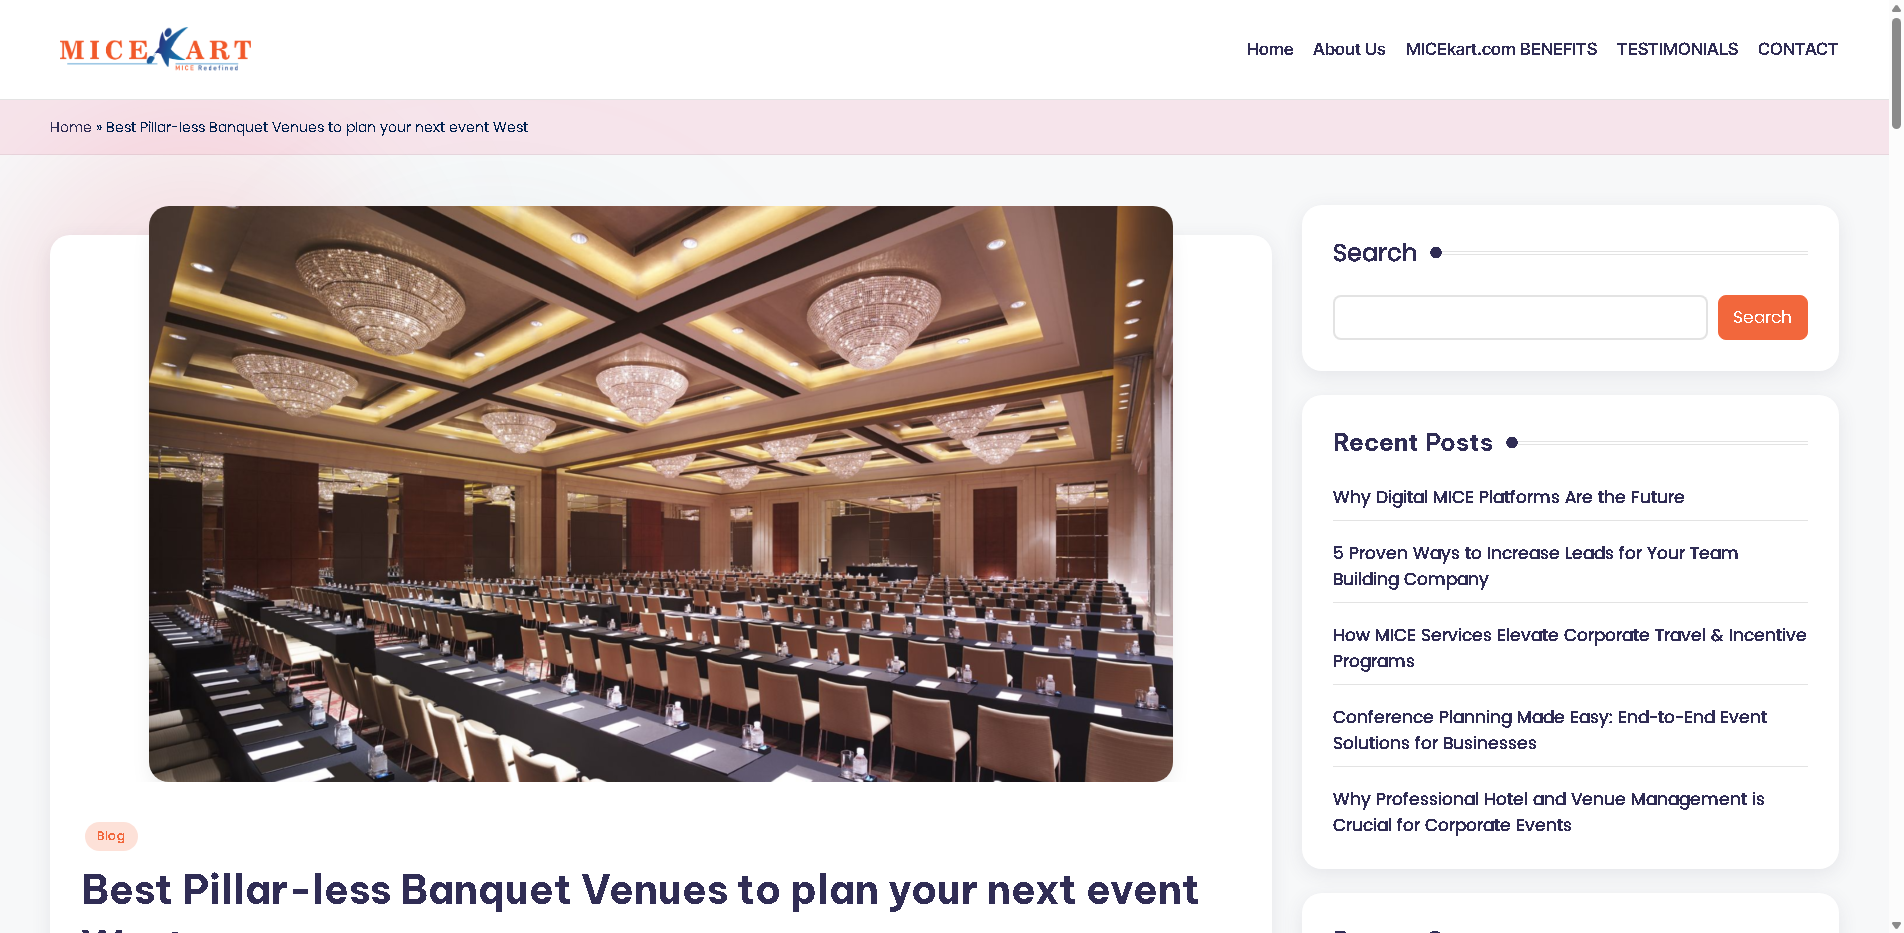 MICEKART
MICE Redefined
Home About Us MICEkart.com BENEFITS TESTIMONIALS CONTACT
Home » Best Pillar-less Banquet Venues to plan your next event West
Search
Search
Recent Posts
Why Digital MICE Platforms Are the Future
5 Proven Ways to Increase Leads for Your Team
Building Company
How MICE Services Elevate Corporate Travel & Incentive
Programs
Conference Planning Made Easy: End-to-End Event
Solutions for Businesses
Why Professional Hotel and Venue Management is
Crucial for Corporate Events
Blog
Best Pillar-less Banquet Venues to plan your next event